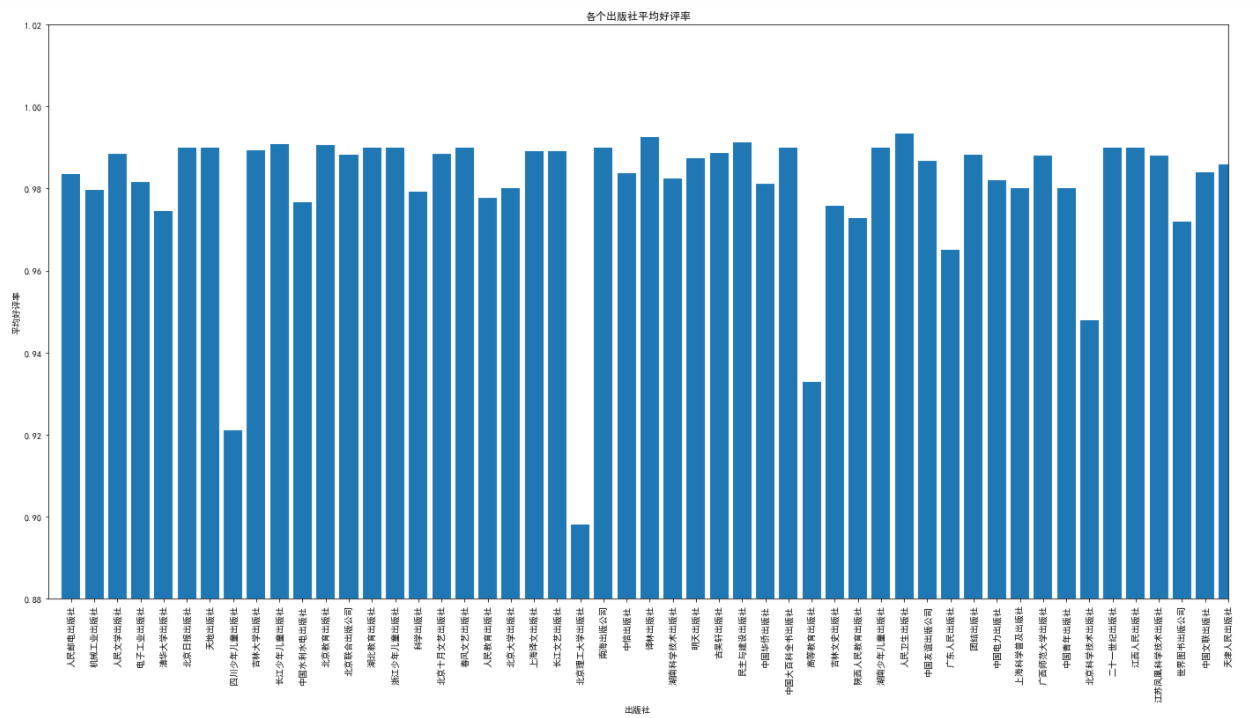 各个出版社平均好评率
1.02
1.00
0.98
0.96
0.94
0.92
0.90
0.88
平均好评率
人民邮电出版社
机械工业出版社
人民文学出版社
电子工业出版社
清华大学出版社
北京日报出版社
天地出版社
四川少年儿童出版社
吉林大学出版社
长江少年儿童出版社
中国水利水电出版社
北京教育出版社
北京联合出版公司
湖北教育出版社
浙江少年儿童出版社
科学出版社
北京十月文艺出版社
春风文艺出版社
人民教育出版社
北京大学出版社
上海译文出版社
长江文艺出版社
北京理工大学出版社
南海出版公司
中信出版社
译林出版社
湖南科学技术出版社
明天出版社
古吴轩出版社
民主与建设出版社
中国华侨出版社
中国大百科全书出版社
高等教育出版社
吉林文史出版社
陕西人民教育出版社
湖南少年儿童出版社
人民卫生出版社
中国友谊出版公司
广东人民出版社
团结出版社
中国电力出版社
上海科学普及出版社
广西师范大学出版社
中国青年出版社
北京科学技术出版社
二十一世纪出版社
江西人民出版社
江苏凤凰科学技术出版社
世界图书出版公司
中国文联出版社
天津人民出版社
出版社